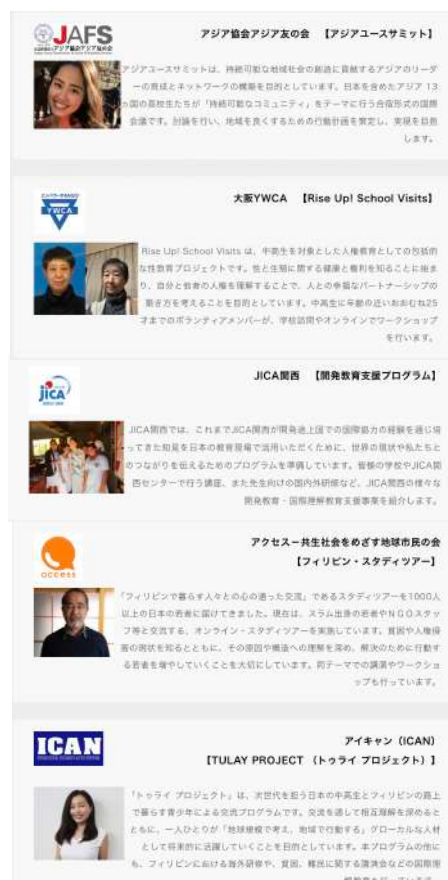 JAFS
アジア協会アジア友の会 【アジアユースサミット】
アジアユースサミットは、持続可能な地域社会の創造に貢献するアジアのリーダ
ーの育成とネットワークの構築を目的としています。日本を含めたアジア 13
ヵ国の高校生たちが「持続可能なコミュニティ」をテーマに行う合宿形式の国際
会議です。討論を行い、地域を良くするための行動計画を策定し、実現を目指
します。
YWCA
大阪YWCA 【Rise Up! School Visits】
Rise Up! School Visits は、中高生を対象とした人権教育としての包括的
な性教育プロジェクトです。性と生殖に関する健康と権利を知ることに始ま
り、自分と他者の人権を理解することで、人との幸福なパートナーシップの
築き方を考えることを目的としています。中高生に年齢の近いおおむね25
才までのボランティアメンバーが、学校訪問やオンラインでワークショップ
を行います。
jICA
JICA関西 【開発教育支援プログラム】
JICA関西では、これまでJICA関西が開発途上国での国際協力の経験を通じ培
ってきた知見を日本の教育現場で活用いただくために、世界の現状や私たちと
のつながりを伝えるためのプログラムを準備しています。皆様の学校やJICA関
西センターで行う講座、また先生向けの国内外研修など、JICA関西の様々な
開発教育・国際理解教育支援事業を紹介します。
access
アクセス－共生社会をめざす地球市民の会
【フィリピン・スタディツアー】
「フィリピンで暮らす人々との心の通った交流」であるスタディツアーを1000人
以上の日本の若者に届けてきました。現在は、スラム出身の若者やＮＧＯスタッ
フ等と交流する、オンライン・スタディツアーを実施しています。貧困や人権侵
害の現状を知るとともに、その原因や構造への理解を深め、解決のために行動す
る若者を増やしていくことを大切にしています。同テーマでの講演やワークショ
ップも行っています。
ICAN
アイキャン（ICAN）
【TULAY PROJECT （トゥライ プロジェクト）】
「トゥライ プロジェクト」は、次世代を担う日本の中高生とフィリピンの路上
で暮らす青少年による交流プログラムです。交流を通して相互理解を深めると
ともに、一人ひとりが「地球規模で考え、地域で行動する」グローカルな人材
として将来的に活躍していくことを目的としています。本プログラムの他に
も、フィリピンにおける海外研修や、貧困、難民に関する講演会などの国際理